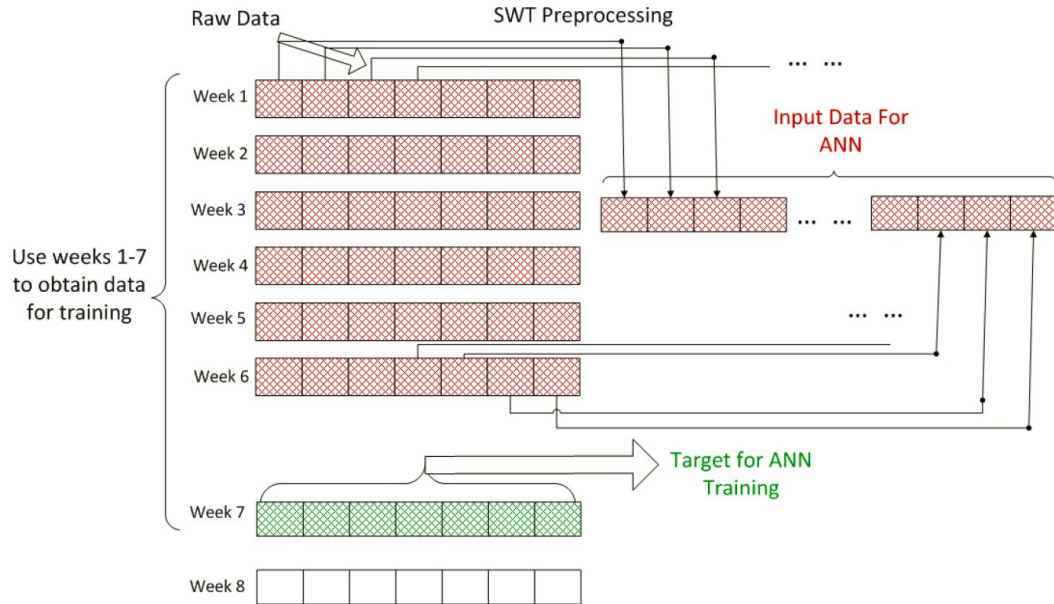 Raw Data
SWT Preprocessing
... ...
Week 1
Input Data For
ANN
Week 2
Week 3
... ...
Use weeks 1-7
to obtain data
for training
Week 4
Week 5
... ...
Week 6
Target for ANN
Training
Week 7
Week 8